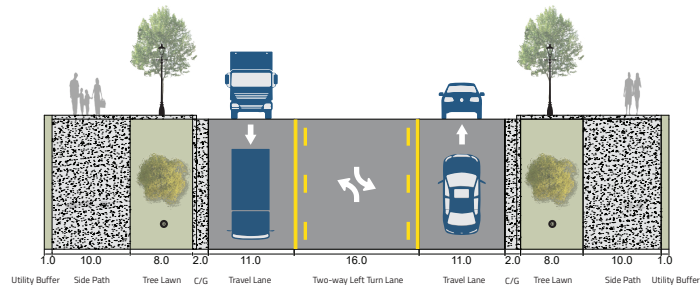 1.0 10.0 8.0 2.0 11.0 16.0 11.0 2.0 8.0 10.0 1.0
Utility Buffer Side Path Tree Lawn C/G Travel Lane Two-way Left Turn Lane Travel Lane C/G Tree Lawn Side Path Utility Buffer